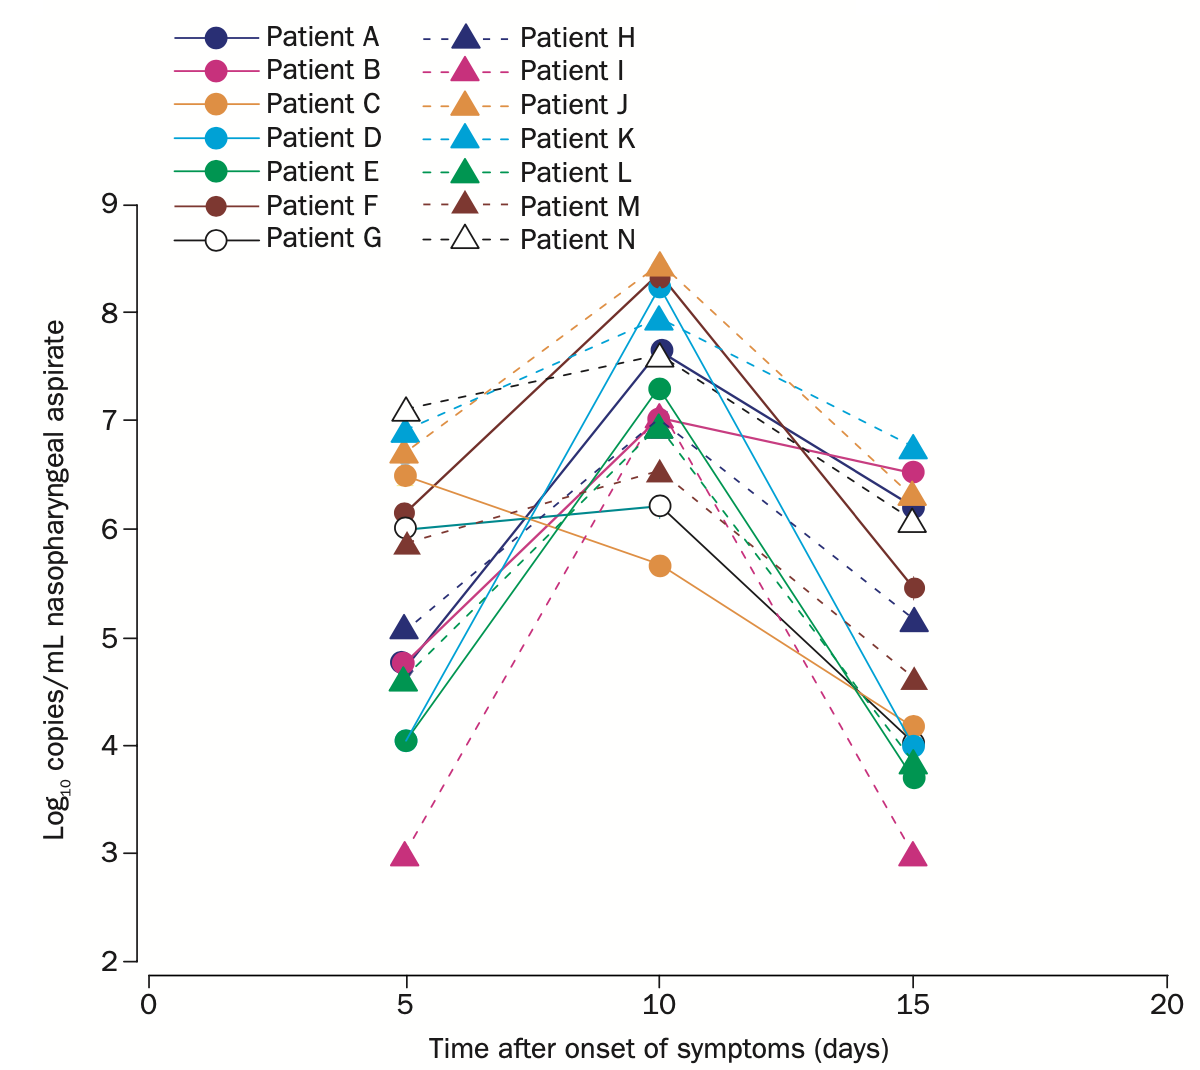 Patient A
Patient B
Patient C
Patient D
Patient E
Patient F
Patient G
Patient H
Patient I
Patient J
Patient K
Patient L
Patient M
Patient N
Log10 copies/mL nasopharyngeal aspirate
9
8
7
6
5
4
3
2
0 5 10 15 20
Time after onset of symptoms (days)